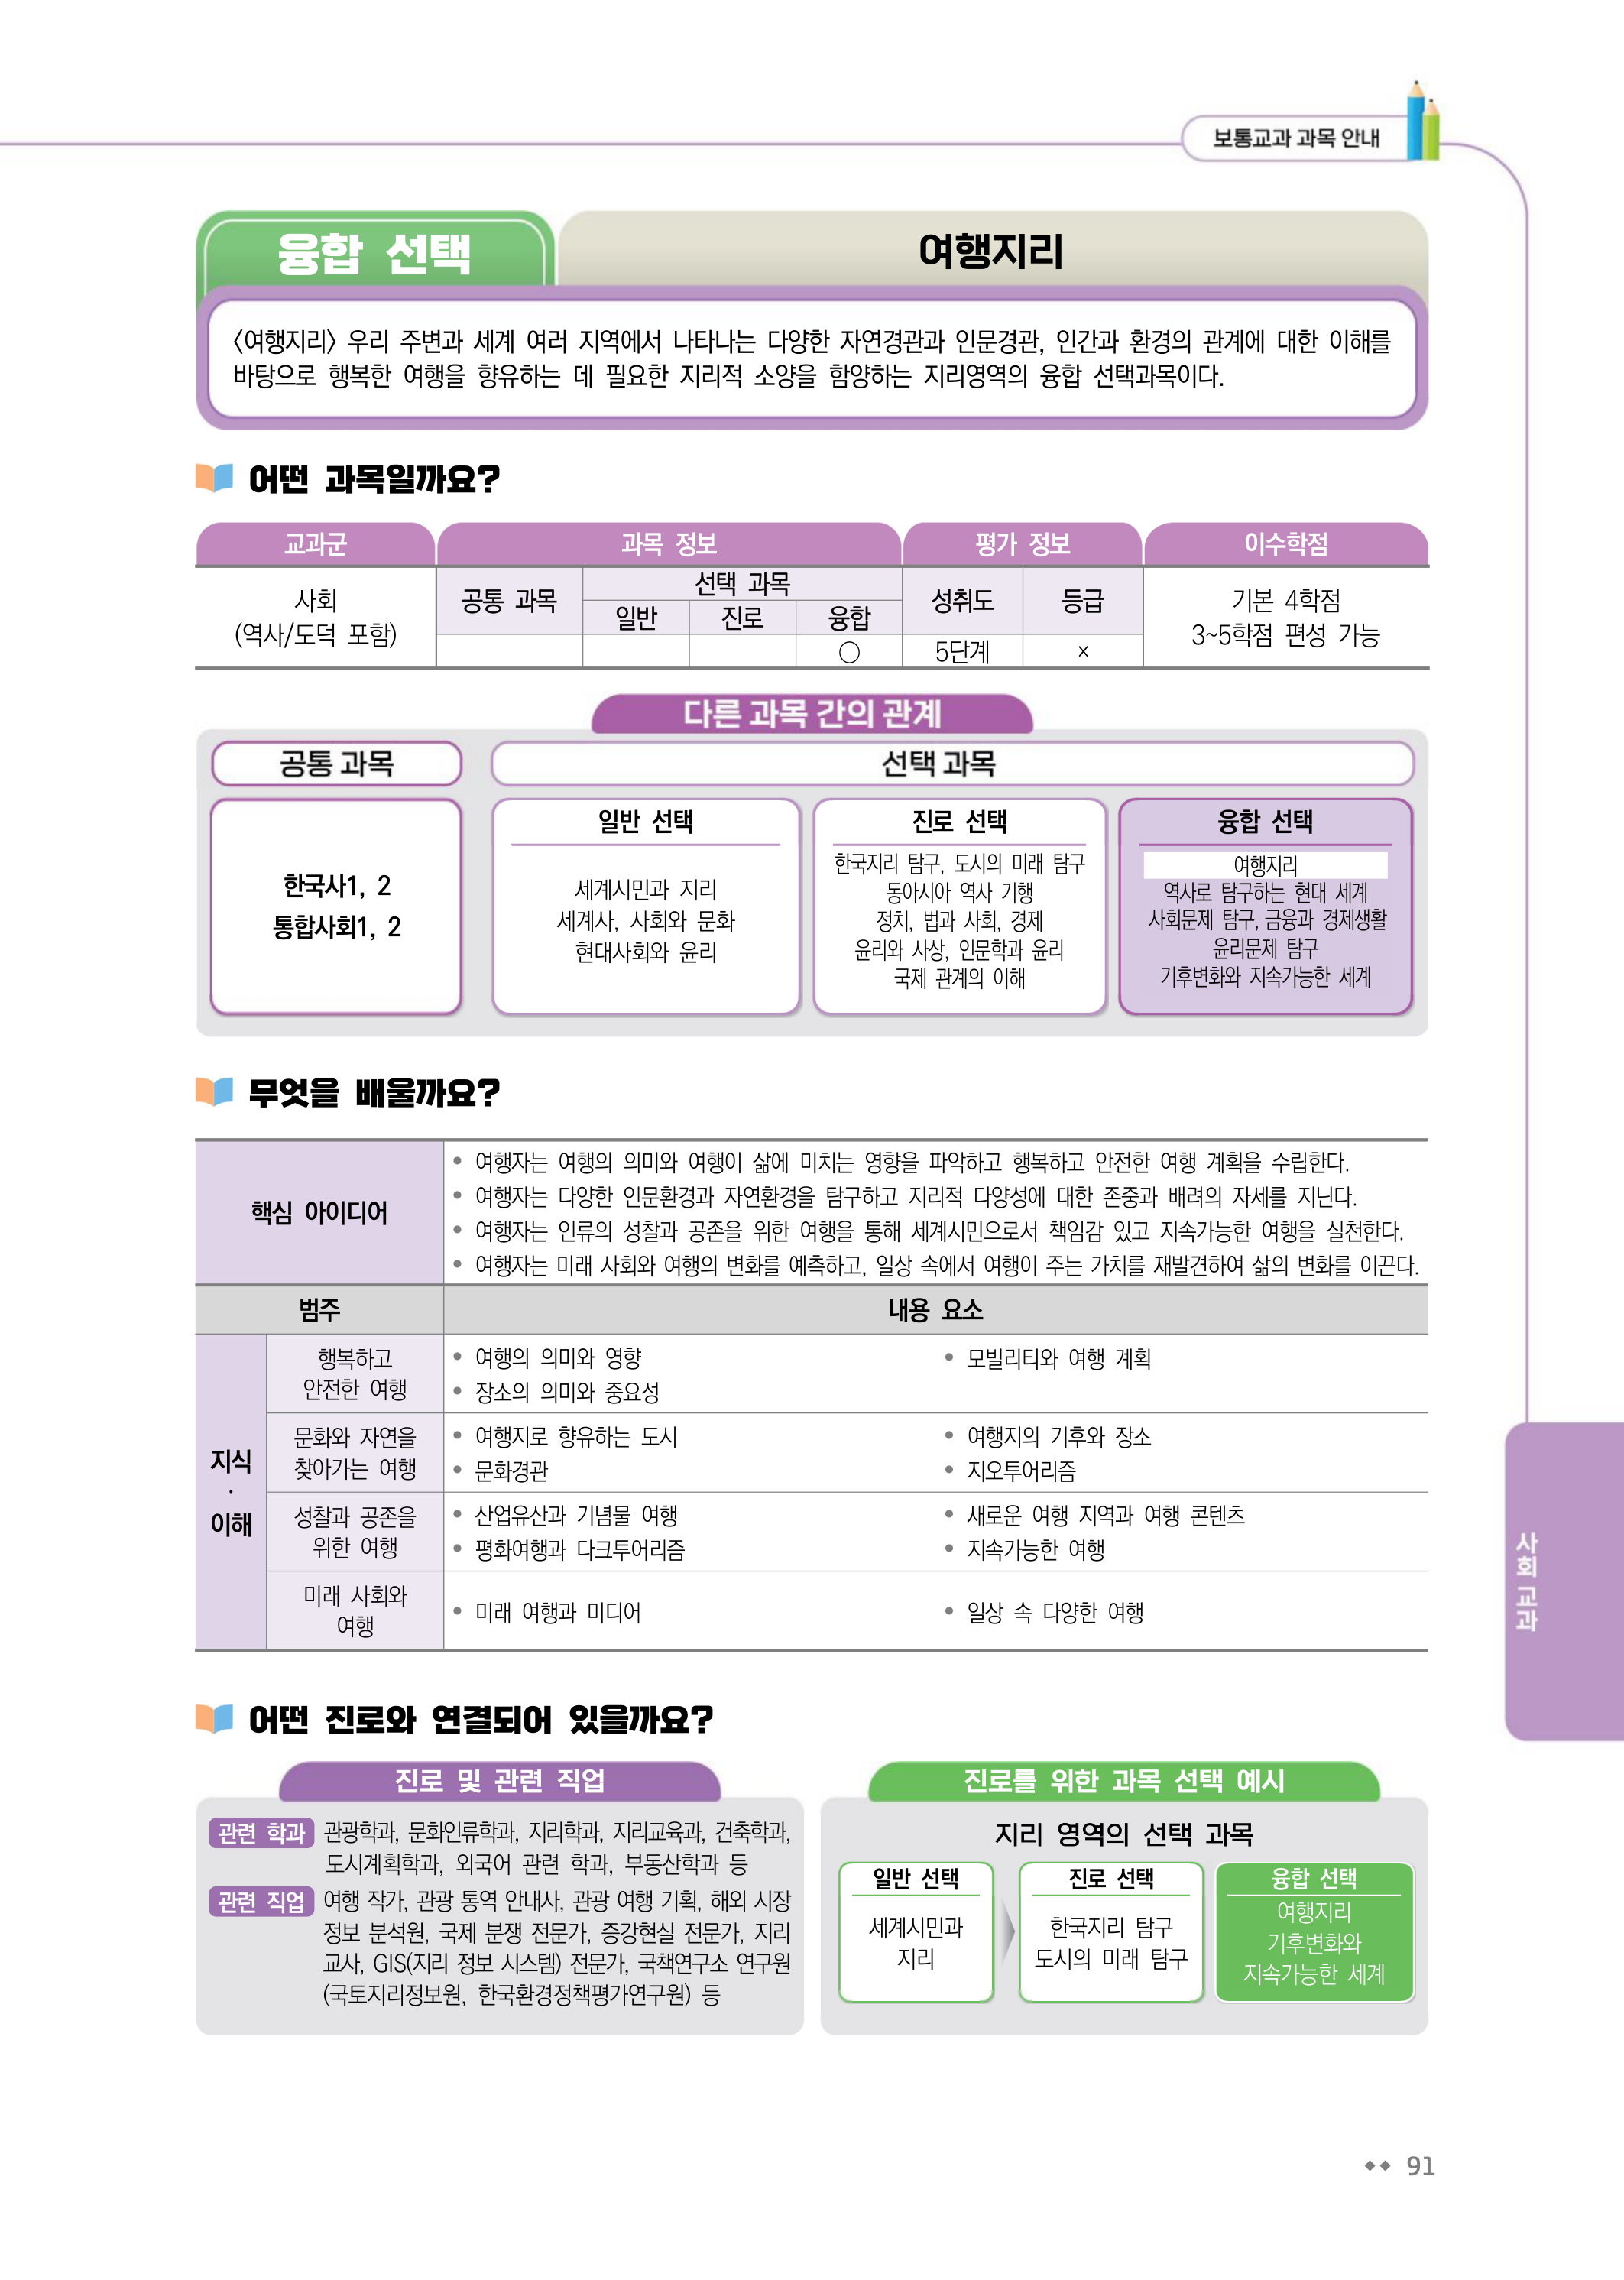 보통교과 과목 안내
융합 선택
여행지리
<여행지리> 우리 주변과 세계 여러 지역에서 나타나는 다양한 자연경관과 인문경관, 인간과 환경의 관계에 대한 이해를
바탕으로 행복한 여행을 향유하는 데 필요한 지리적 소양을 함양하는 지리영역의 융합 선택과목이다.
어떤 과목일까요?
교과군 과목 정보 평가 정보 이수학점
사회
(역사/도덕 포함)
공통 과목
선택 과목
일반 진로 융합
○
성취도 등급
5단계 ×
기본 4학점
3~5학점 편성 가능
다른 과목 간의 관계
공통 과목
선택 과목
한국사1, 2
통합사회1, 2
일반 선택
세계시민과 지리
세계사, 사회와 문화
현대사회와 윤리
진로 선택
한국지리 탐구, 도시의 미래 탐구
동아시아 역사 기행
정치, 법과 사회, 경제
윤리와 사상, 인문학과 윤리
국제 관계의 이해
융합 선택
여행지리
역사로 탐구하는 현대 세계
사회문제 탐구, 금융과 경제생활
윤리문제 탐구
기후변화와 지속가능한 세계
무엇을 배울까요?
핵심 아이디어
• 여행자는 여행의 의미와 여행이 삶에 미치는 영향을 파악하고 행복하고 안전한 여행 계획을 수립한다.
• 여행자는 다양한 인문환경과 자연환경을 탐구하고 지리적 다양성에 대한 존중과 배려의 자세를 지닌다.
• 여행자는 인류의 성찰과 공존을 위한 여행을 통해 세계시민으로서 책임감 있고 지속가능한 여행을 실천한다.
• 여행자는 미래 사회와 여행의 변화를 예측하고, 일상 속에서 여행이 주는 가치를 재발견하여 삶의 변화를 이끈다.
범주 내용 요소
지식
·
이해
행복하고
안전한 여행
• 여행의 의미와 영향
• 장소의 의미와 중요성
• 모빌리티와 여행 계획
문화와 자연을
찾아가는 여행
• 여행지로 향유하는 도시
• 문화경관
• 여행지의 기후와 장소
• 지오투어리즘
성찰과 공존을
위한 여행
• 산업유산과 기념물 여행
• 평화여행과 다크투어리즘
• 새로운 여행 지역과 여행 콘텐츠
• 지속가능한 여행
미래 사회와
여행
• 미래 여행과 미디어
• 일상 속 다양한 여행
사회 교과
어떤 진로와 연결되어 있을까요?
진로 및 관련 직업
관련 학과 관광학과, 문화인류학과, 지리학과, 지리교육과, 건축학과,
도시계획학과, 외국어 관련 학과, 부동산학과 등
관련 직업 여행 작가, 관광 통역 안내사, 관광 여행 기획, 해외 시장
정보 분석원, 국제 분쟁 전문가, 증강현실 전문가, 지리
교사, GIS(지리 정보 시스템) 전문가, 국책연구소 연구원
(국토지리정보원, 한국환경정책평가연구원) 등
진로를 위한 과목 선택 예시
지리 영역의 선택 과목
일반 선택
세계시민과
지리
진로 선택
한국지리 탐구
도시의 미래 탐구
융합 선택
여행지리
기후변화와
지속가능한 세계
91